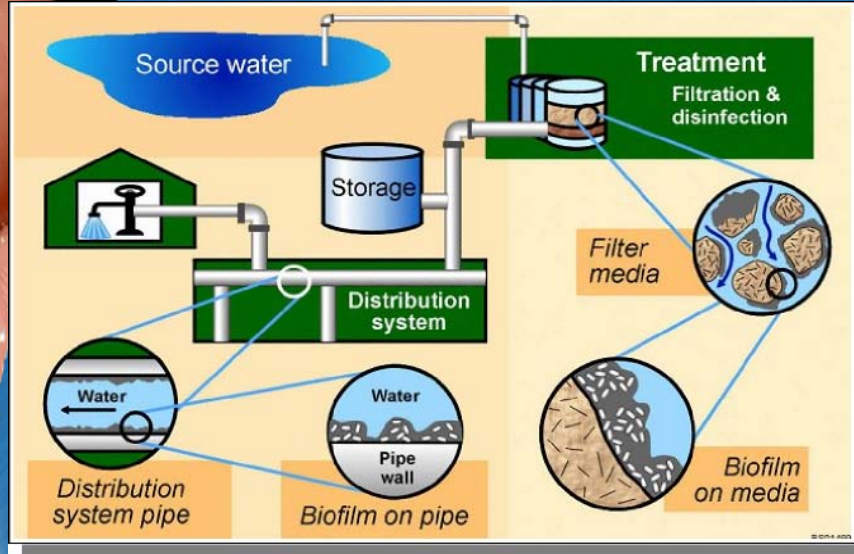 Source water
Treatment
Filtration &
disinfection
Storage
Filter
media
Distribution
system
Water
Water
Pipe
wall
Distribution
system pipe
Biofilm on pipe
Biofilm
on media